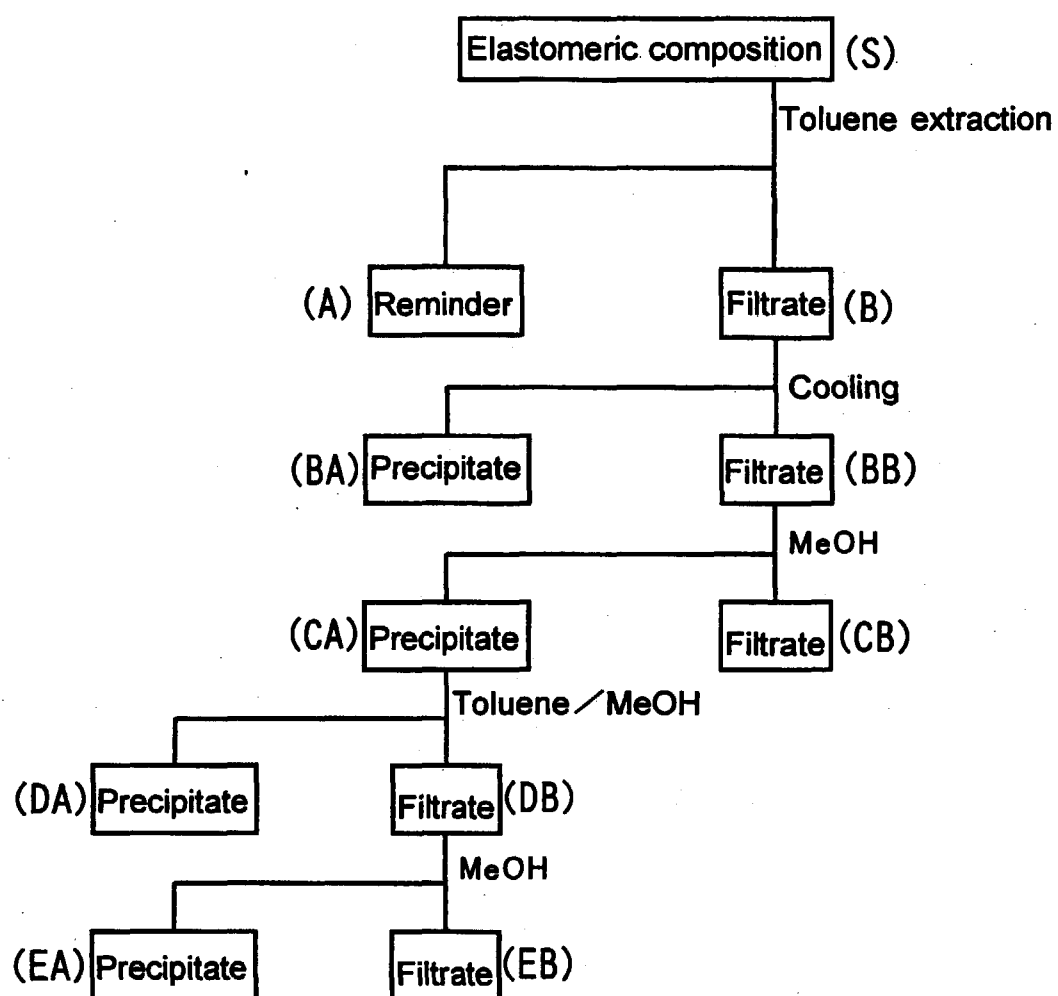 Elastomeric composition (S)
Toluene extraction
(A) Reminder
Filtrate (B)
Cooling
(BA) Precipitate
Filtrate (BB)
MeOH
(CA) Precipitate
Filtrate (CB)
Toluene/MeOH
(DA) Precipitate
Filtrate (DB)
MeOH
(EA) Precipitate
Filtrate (EB)